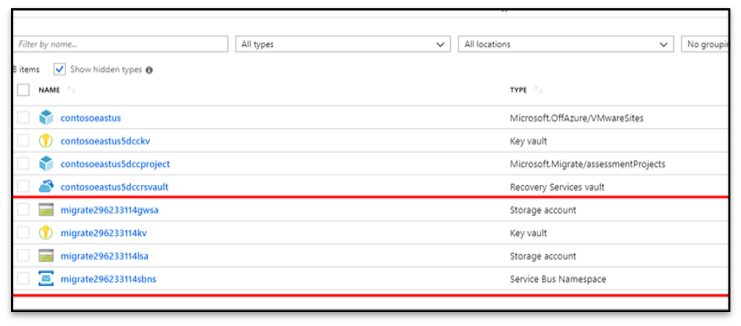 Filter by name...
All types
All locations
No groupin
8 items
Show hidden types
NAME
TYPE
contosoeastus
Microsoft.OffAzure/VMwareSites
contosoeastus5dcckv
Key vault
contosoeastus5dccproject
Microsoft.Migrate/assessmentProjects
contosoeastus5dccrsvault
Recovery Services vault
migrate296233114gwsa
Storage account
migrate296233114kv
Key vault
migrate296233114lsa
Storage account
migrate296233114sbns
Service Bus Namespace